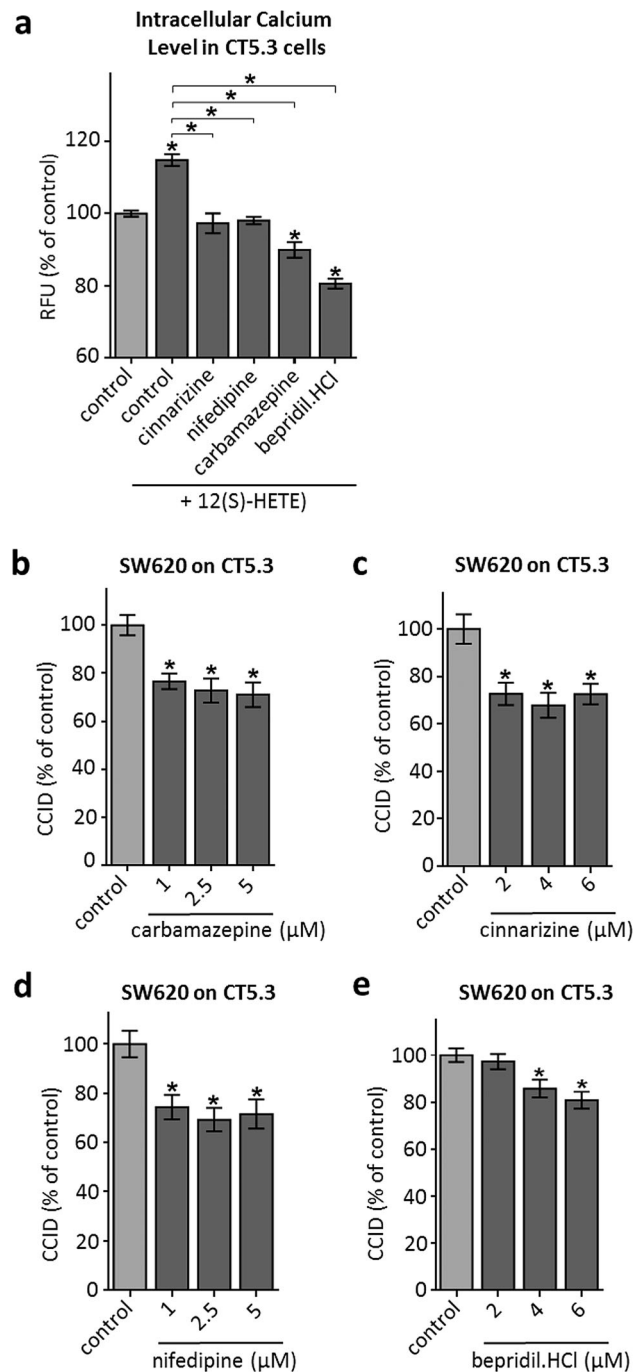 a
Intracellular Calcium
Level in CT5.3 cells
RFU (% of control)
120
100
80
60
*
*
*
*
*
*
*
control
control
cinnarizine
nifedipine
carbamazepine
bepridil.HCl
+ 12(S)-HETE)
b
SW620 on CT5.3
CCID (% of control)
100
80
60
40
20
0
* * *
control
1
2.5
5
carbamazepine (μM)
c
SW620 on CT5.3
CCID (% of control)
100
80
60
40
20
0
* * *
control
2
4
6
cinnarizine (μM)
d
SW620 on CT5.3
CCID (% of control)
100
80
60
40
20
0
* * *
control
1
2.5
5
nifedipine (μM)
e
SW620 on CT5.3
CCID (% of control)
100
80
60
40
20
0
* *
control
2
4
6
bepridil.HCl (μM)